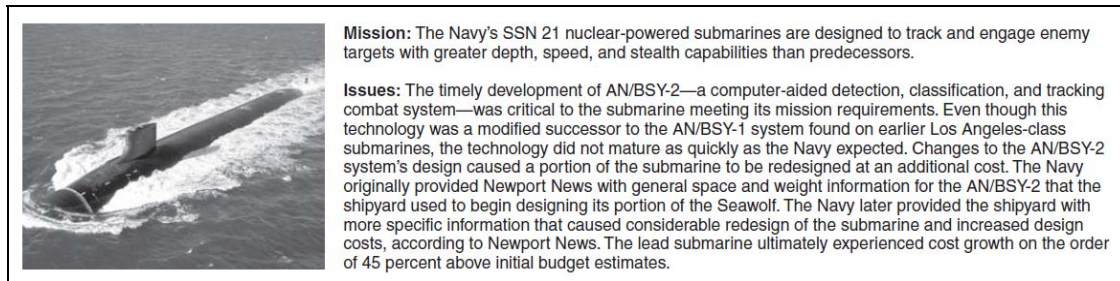 Mission: The Navy's SSN 21 nuclear-powered submarines are designed to track and engage enemy
targets with greater depth, speed, and stealth capabilities than predecessors.
Issues: The timely development of AN/BSY-2—a computer-aided detection, classification, and tracking
combat system—was critical to the submarine meeting its mission requirements. Even though this
technology was a modified successor to the AN/BSY-1 system found on earlier Los Angeles-class
submarines, the technology did not mature as quickly as the Navy expected. Changes to the AN/BSY-2
system's design caused a portion of the submarine to be redesigned at an additional cost. The Navy
originally provided Newport News with general space and weight information for the AN/BSY-2 that the
shipyard used to begin designing its portion of the Seawolf. The Navy later provided the shipyard with
more specific information that caused considerable redesign of the submarine and increased design
costs, according to Newport News. The lead submarine ultimately experienced cost growth on the order
of 45 percent above initial budget estimates.